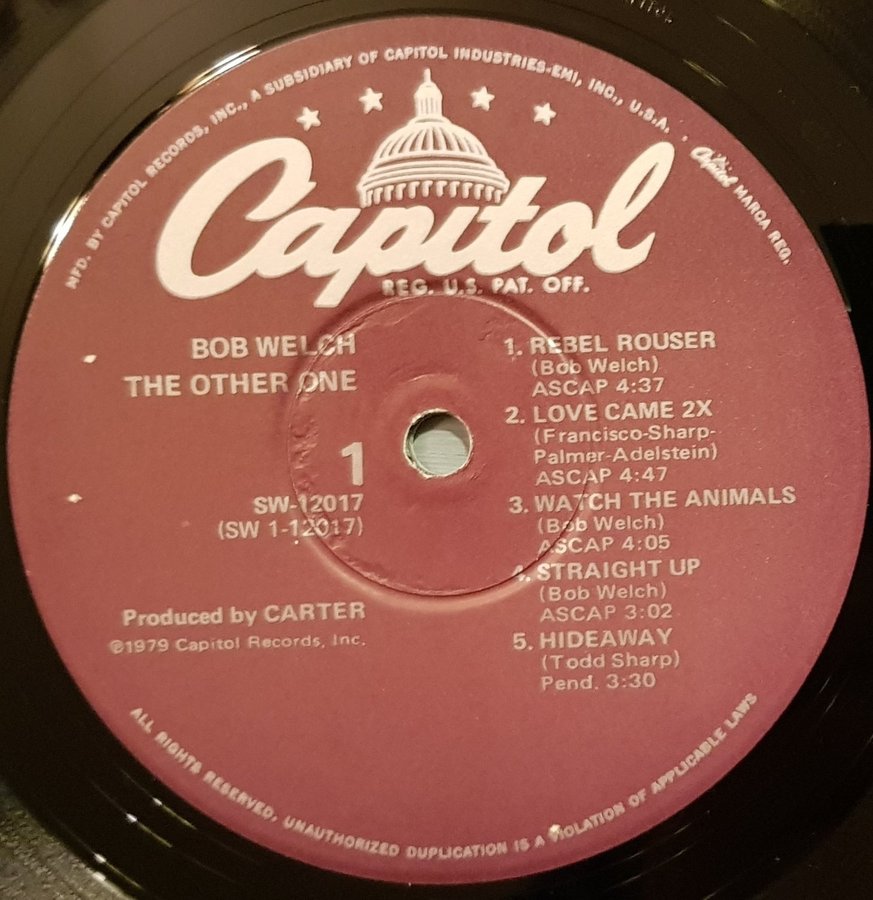 MFD. BY CAPITOL RECORDS, INC., A SUBSIDIARY OF CAPITOL INDUSTRIES-EMI, INC., U.S.A. . Capitol MARCA REG.
Capitol
REG. U.S. PAT. OFF.
BOB WELCH
THE OTHER ONE
1
SW-12017
(SW 1-12017)
Produced by CARTER
℗1979 Capitol Records, Inc.
1. REBEL ROUSER
(Bob Welch)
ASCAP 4:37
2. LOVE CAME 2X
(Francisco-Sharp-
Palmer-Adelstein)
ASCAP 4:47
3. WATCH THE ANIMALS
(Bob Welch)
ASCAP 4:05
4. STRAIGHT UP
(Bob Welch)
ASCAP 3:02
5. HIDEAWAY
(Todd Sharp)
Pend. 3:30
ALL RIGHTS RESERVED, UNAUTHORIZED DUPLICATION IS A VIOLATION OF APPLICABLE LAWS